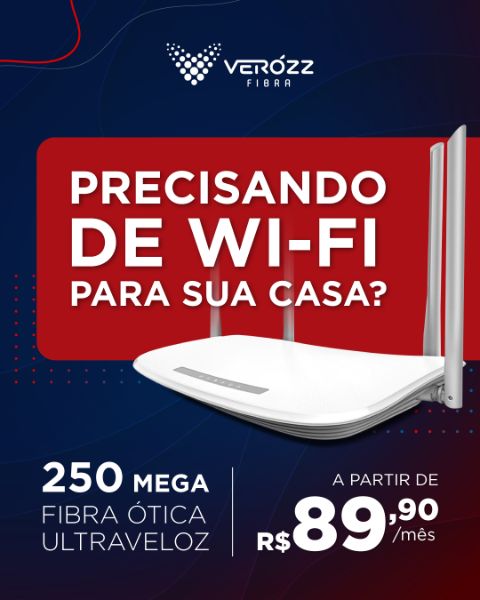 VERÓZZ
FIBRA
PRECISANDO
DE WI-FI
PARA SUA CASA?
250 MEGA
FIBRA ÓTICA
ULTRAVELOZ
A PARTIR DE
R$89,90
/mês